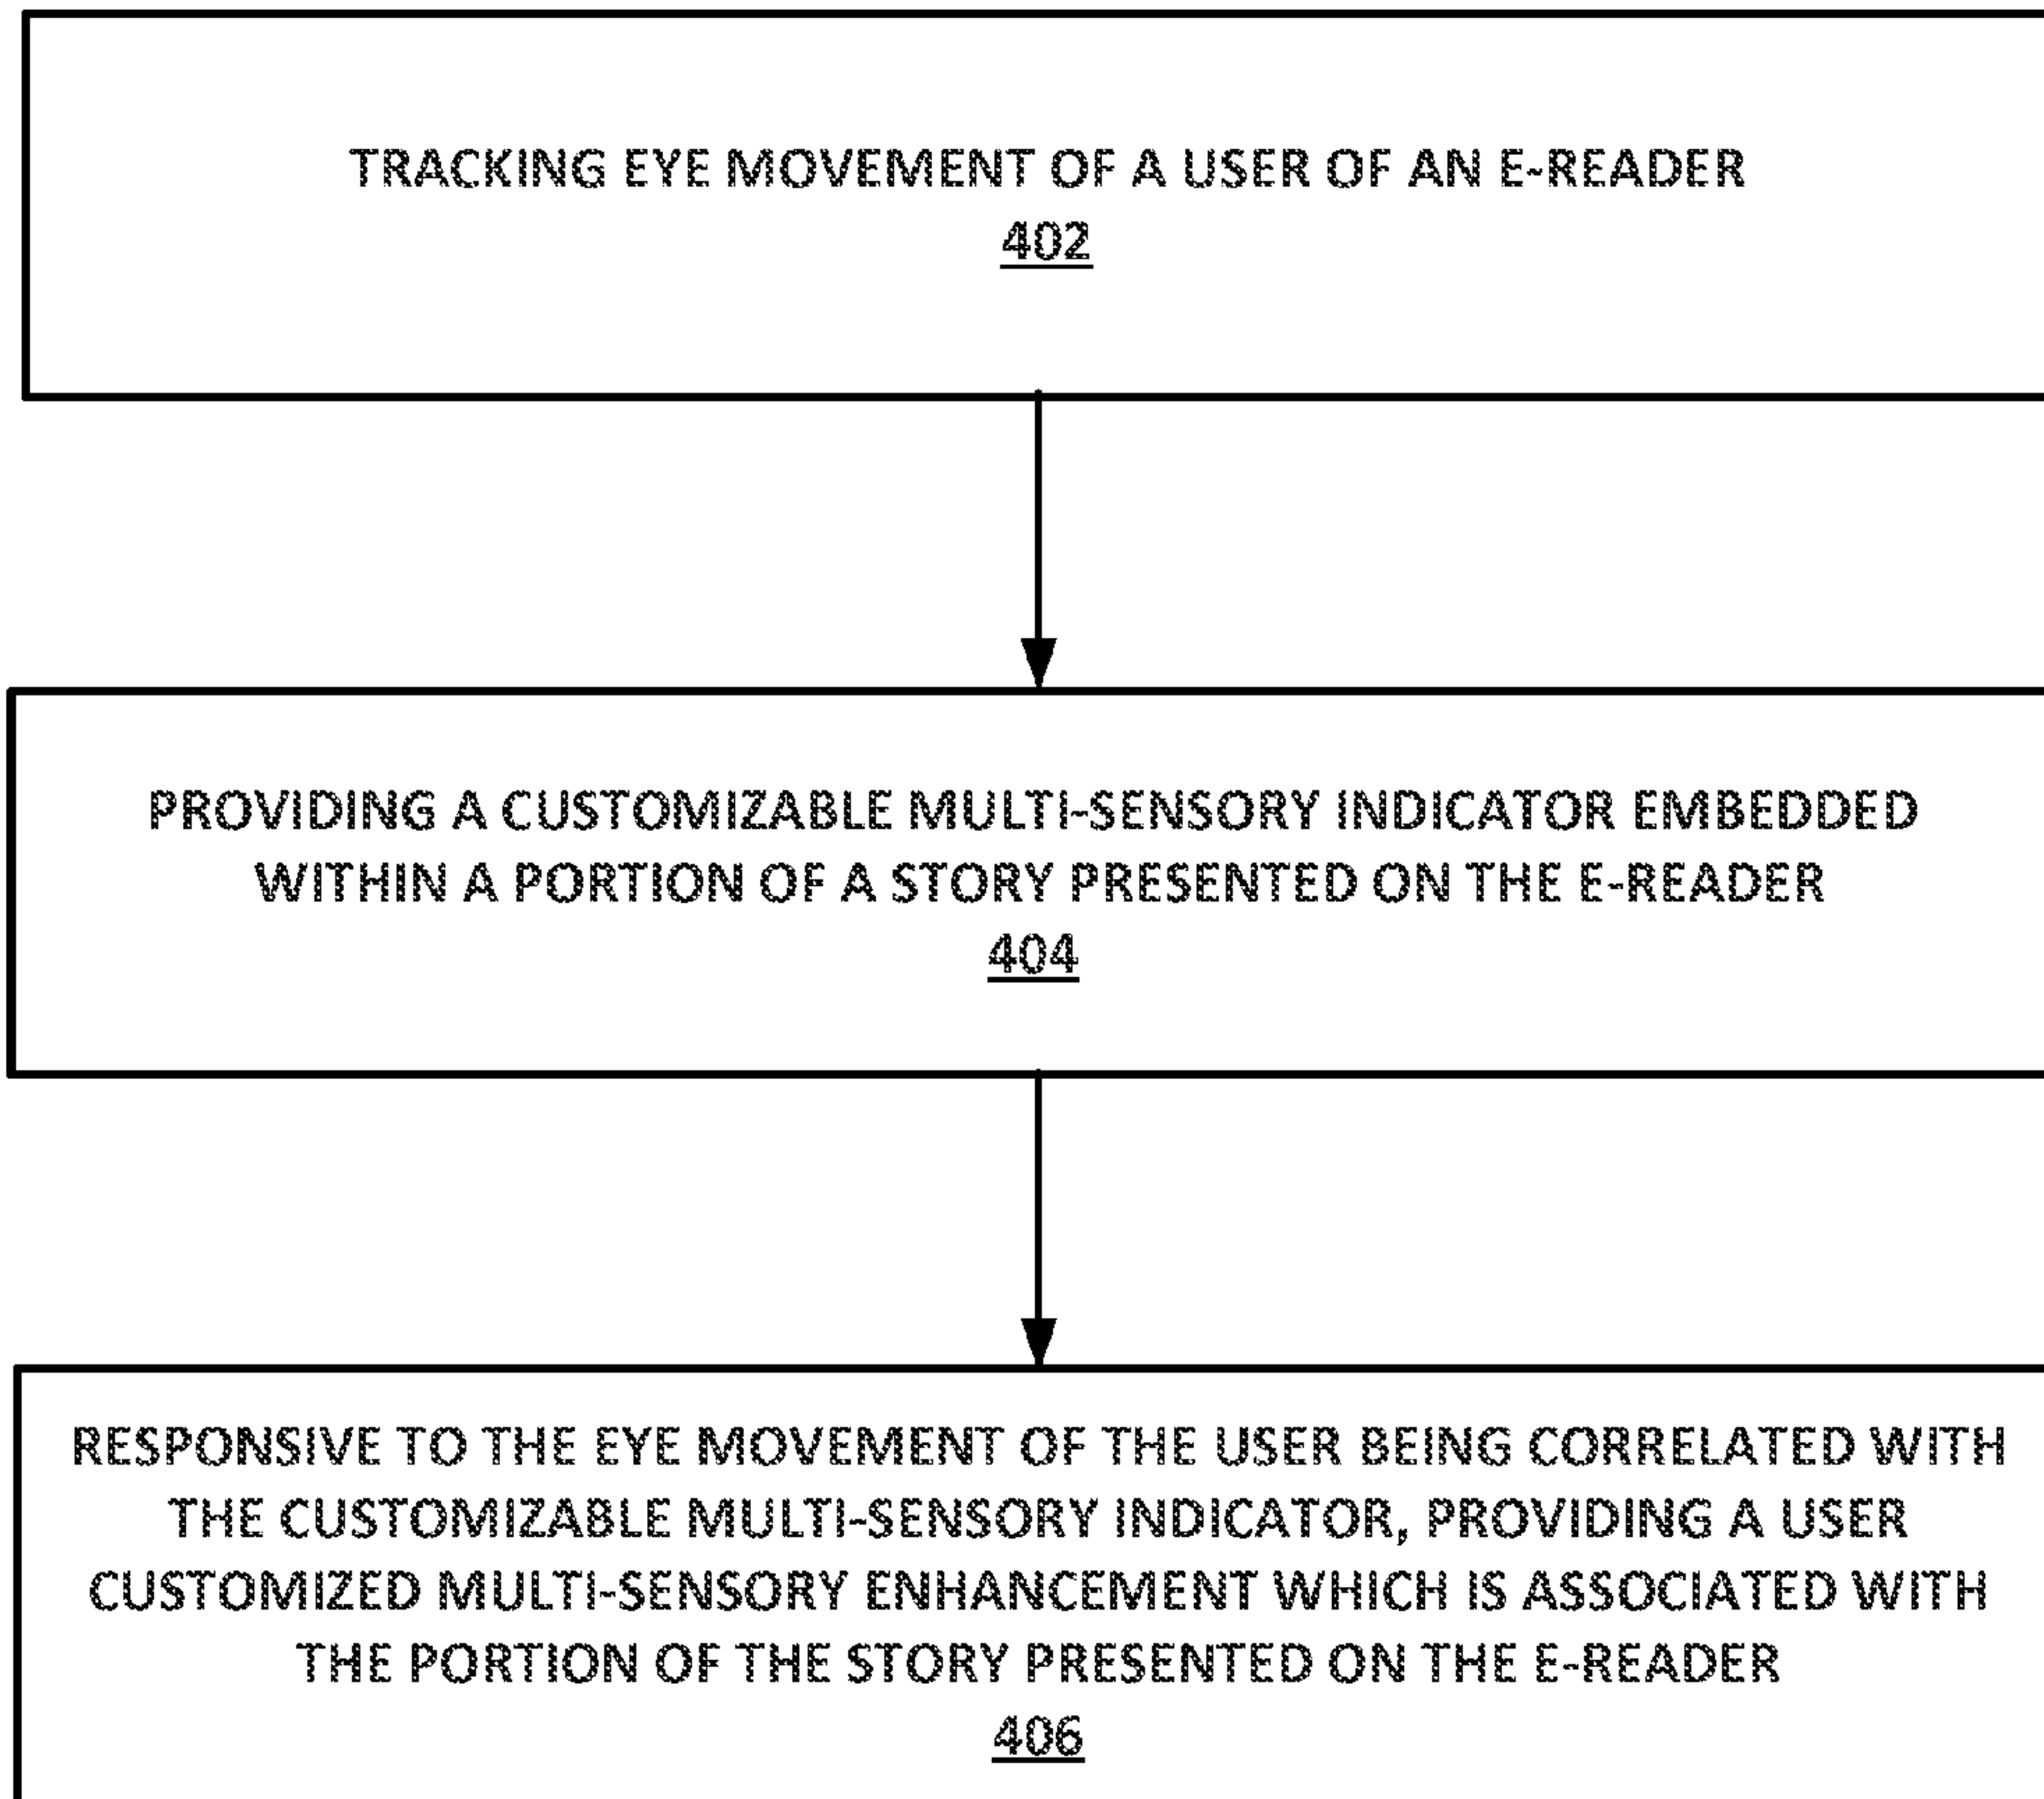 TRACKING EYE MOVEMENT OF A USER OF AN E-READER
402
PROVIDING A CUSTOMIZABLE MULTI-SENSORY INDICATOR EMBEDDED
WITHIN A PORTION OF A STORY PRESENTED ON THE E-READER
404
RESPONSIVE TO THE EYE MOVEMENT OF THE USER BEING CORRELATED WITH
THE CUSTOMIZABLE MULTI-SENSORY INDICATOR, PROVIDING A USER
CUSTOMIZED MULTI-SENSORY ENHANCEMENT WHICH IS ASSOCIATED WITH
THE PORTION OF THE STORY PRESENTED ON THE E-READER
406